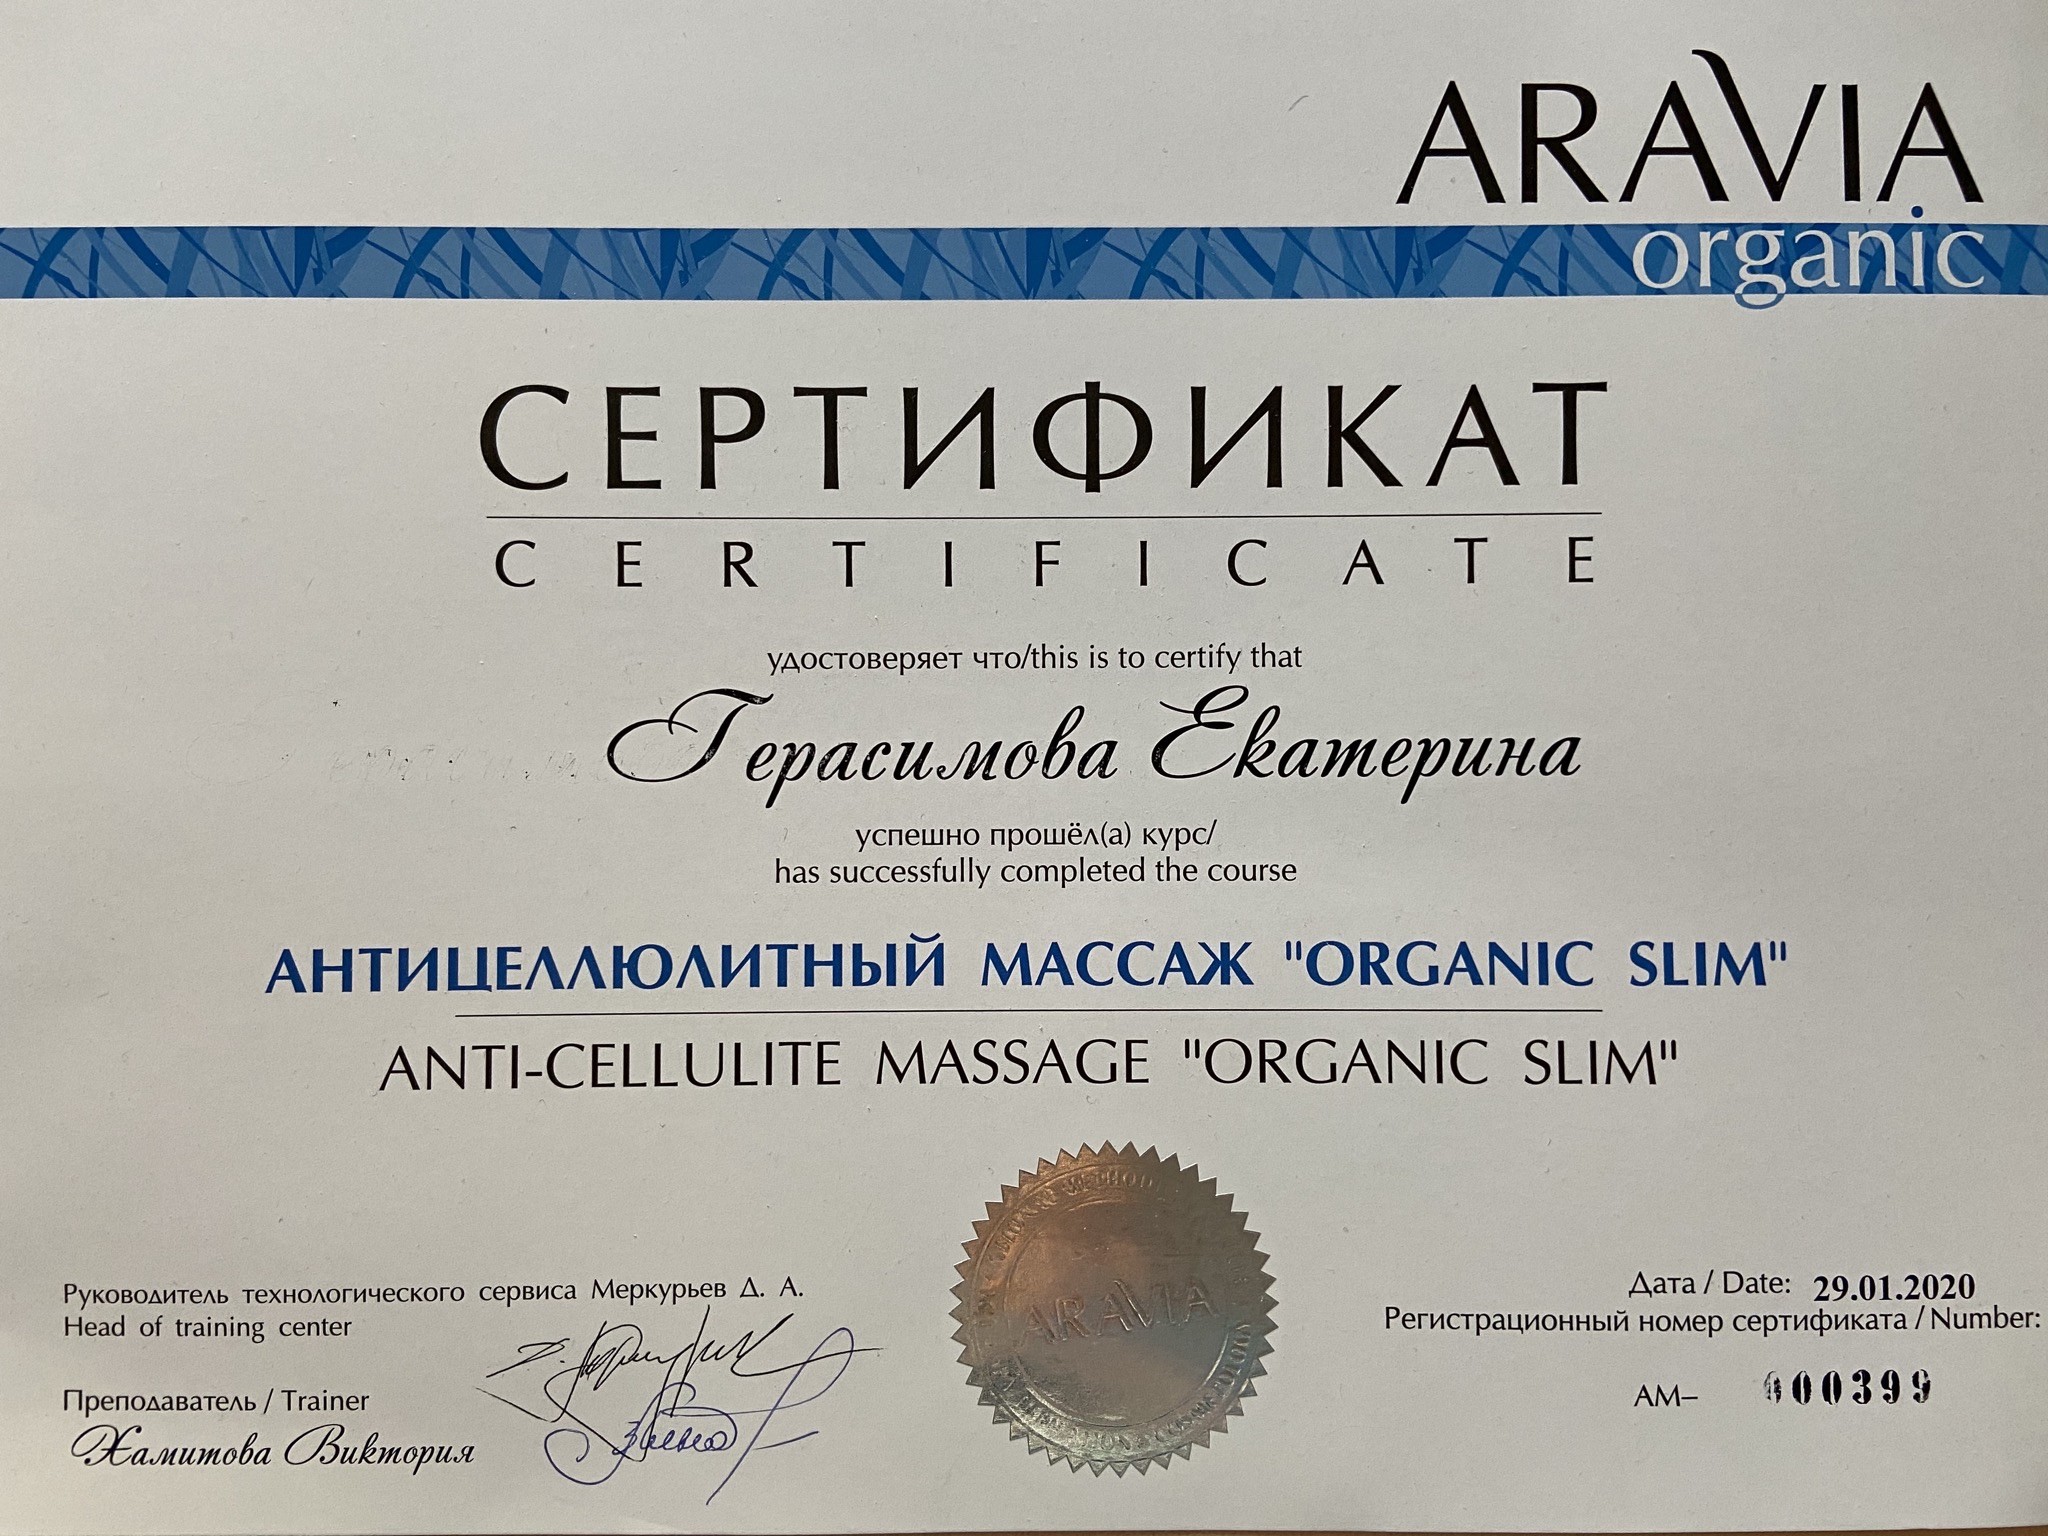 ARAVIA
organic
СЕРТИФИКАТ
CERTIFICATE
удостоверяет что/this is to certify that
Герасимова Екатерина
успешно прошёл(а) курс/
has successfully completed the course
АНТИЦЕЛЛЮЛИТНЫЙ МАССАЖ "ORGANIC SLIM"
ANTI-CELLULITE MASSAGE "ORGANIC SLIM"
Руководитель технологического сервиса Меркурьев Д. А.
Head of training center
Преподаватель / Trainer
Хамитова Виктория
ARAVIA
Дата / Date: 29.01.2020
Регистрационный номер сертификата / Number:
АМ– 000399